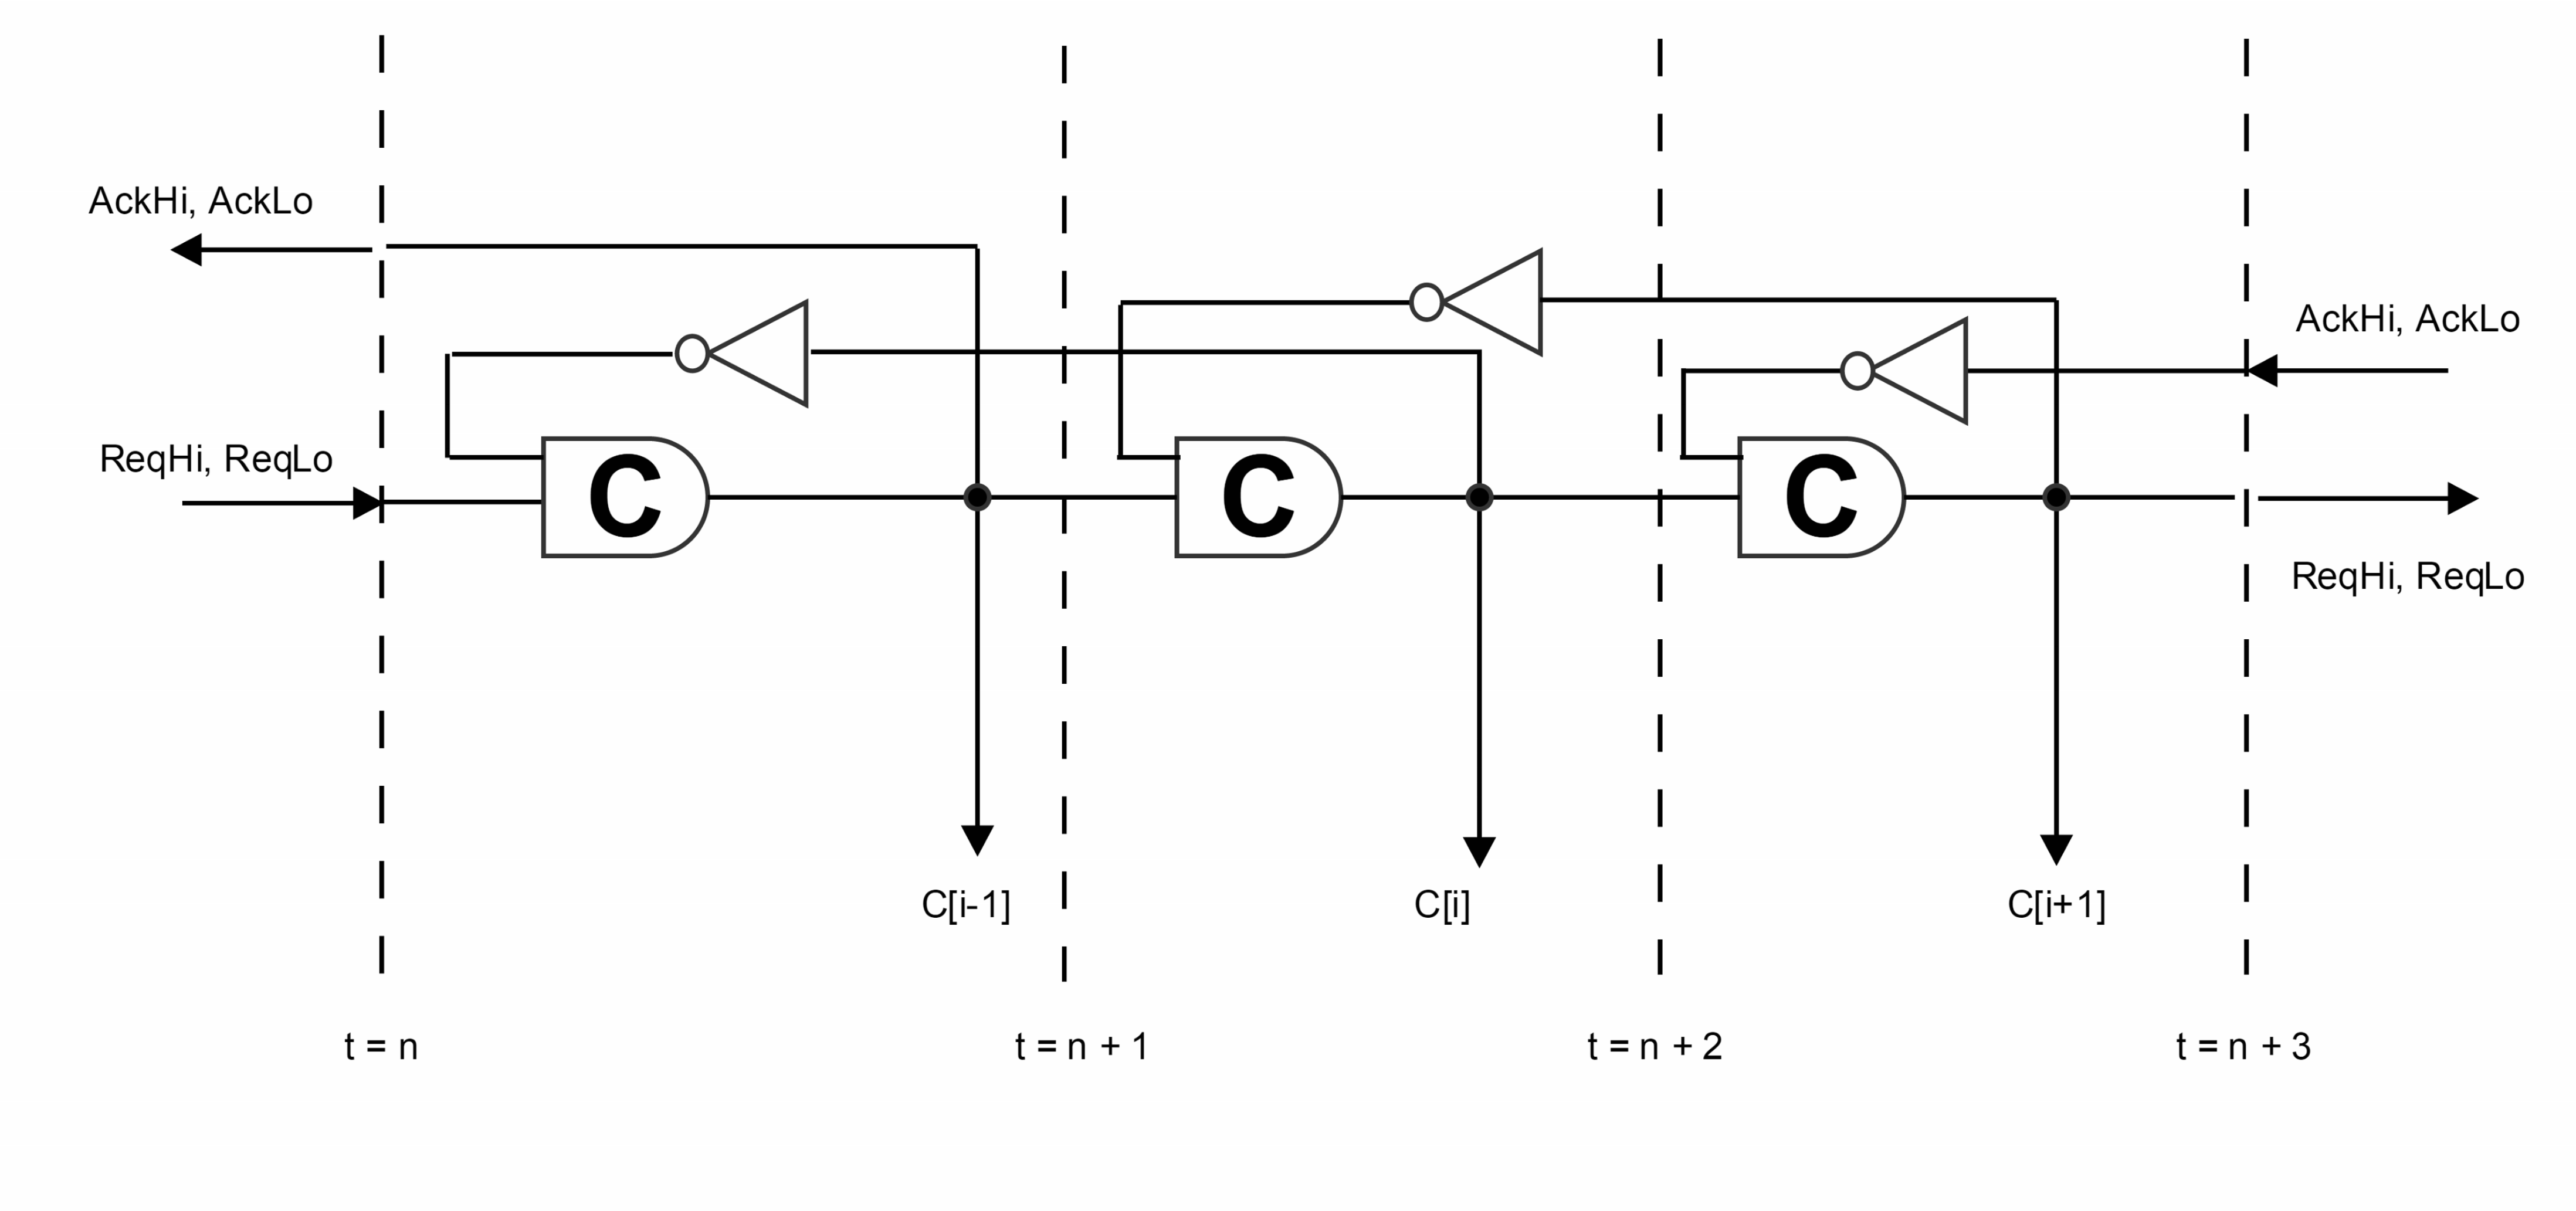 AckHi, AckLo
AckHi, AckLo
ReqHi, ReqLo
C
C
C
ReqHi, ReqLo
C[i-1]
C[i]
C[i+1]
t = n
t = n + 1
t = n + 2
t = n + 3